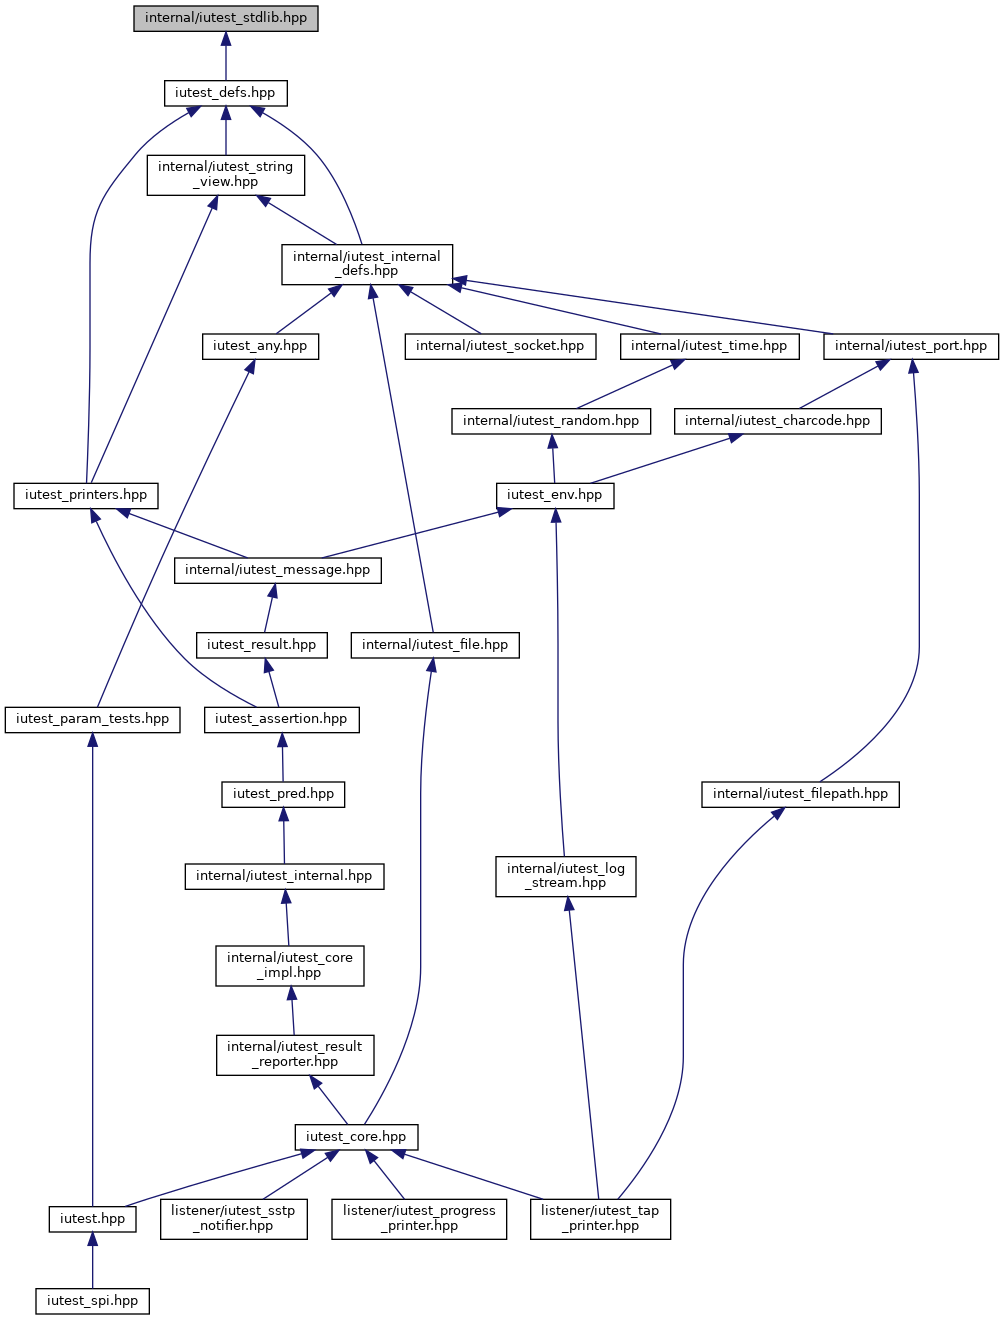 internal/iutest_stdlib.hpp
iutest_defs.hpp
internal/iutest_string
_view.hpp
internal/iutest_internal
_defs.hpp
iutest_any.hpp
internal/iutest_socket.hpp
internal/iutest_time.hpp
internal/iutest_port.hpp
internal/iutest_random.hpp
internal/iutest_charcode.hpp
iutest_printers.hpp
iutest_env.hpp
internal/iutest_message.hpp
iutest_result.hpp
internal/iutest_file.hpp
iutest_param_tests.hpp
iutest_assertion.hpp
iutest_pred.hpp
internal/iutest_filepath.hpp
internal/iutest_internal.hpp
internal/iutest_log
_stream.hpp
internal/iutest_core
_impl.hpp
internal/iutest_result
_reporter.hpp
iutest_core.hpp
iutest.hpp
listener/iutest_sstp
_notifier.hpp
listener/iutest_progress
_printer.hpp
listener/iutest_tap
_printer.hpp
iutest_spi.hpp